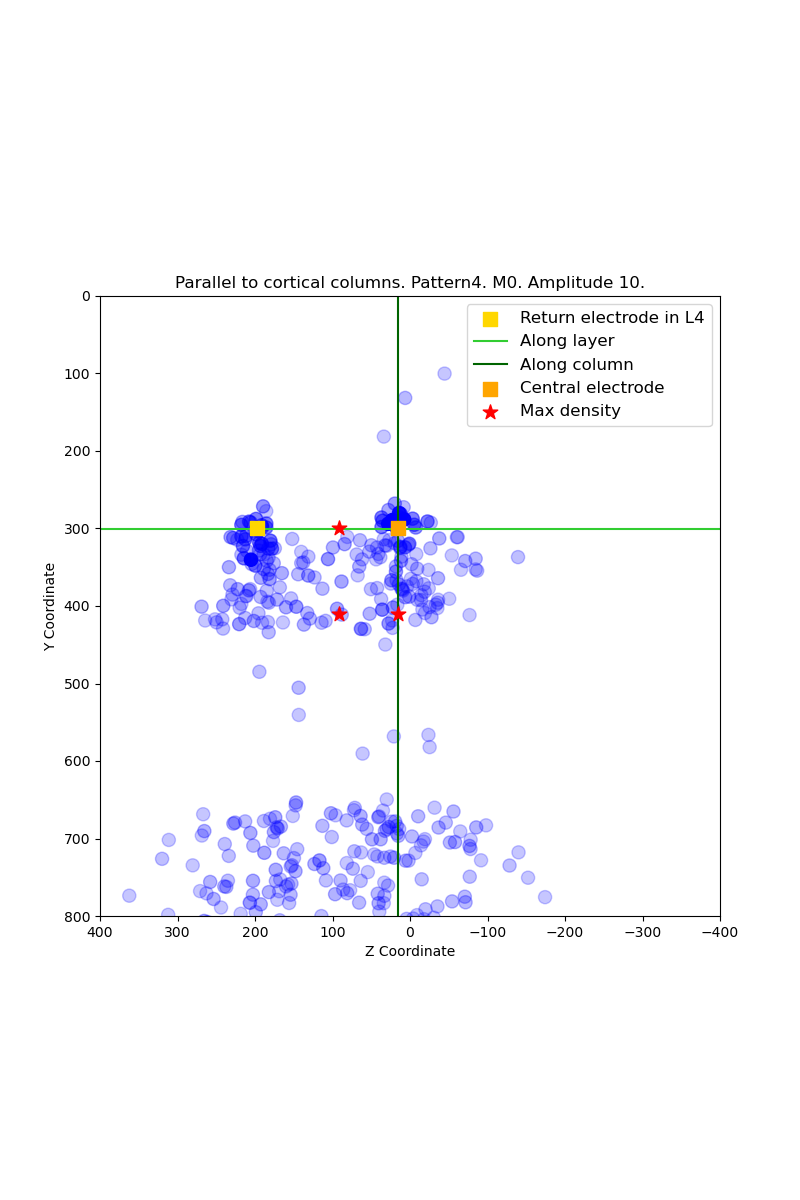 Parallel to cortical columns. Pattern4. M0. Amplitude 10.
Return electrode in L4
Along layer
Along column
Central electrode
Max density
Y Coordinate
0
100
200
300
400
500
600
700
800
400 300 200 100 0 −100 −200 −300 −400
Z Coordinate